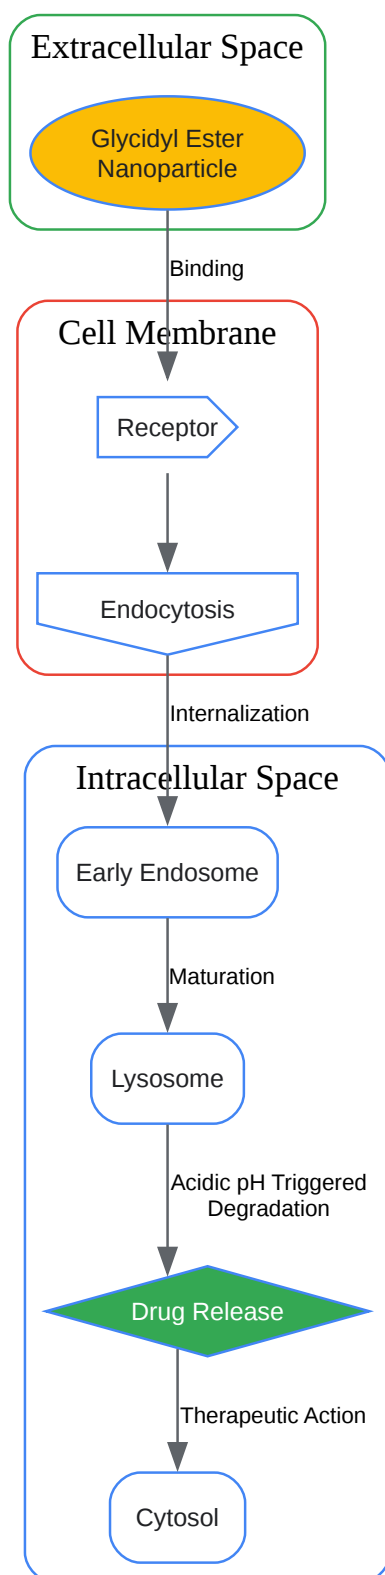 Extracellular Space
Glycidyl Ester
Nanoparticle
Binding
Cell Membrane
Receptor
Endocytosis
Internalization
Intracellular Space
Early Endosome
Maturation
Lysosome
Acidic pH Triggered
Degradation
Drug Release
Therapeutic Action
Cytosol